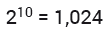 2¹⁰ = 1,024